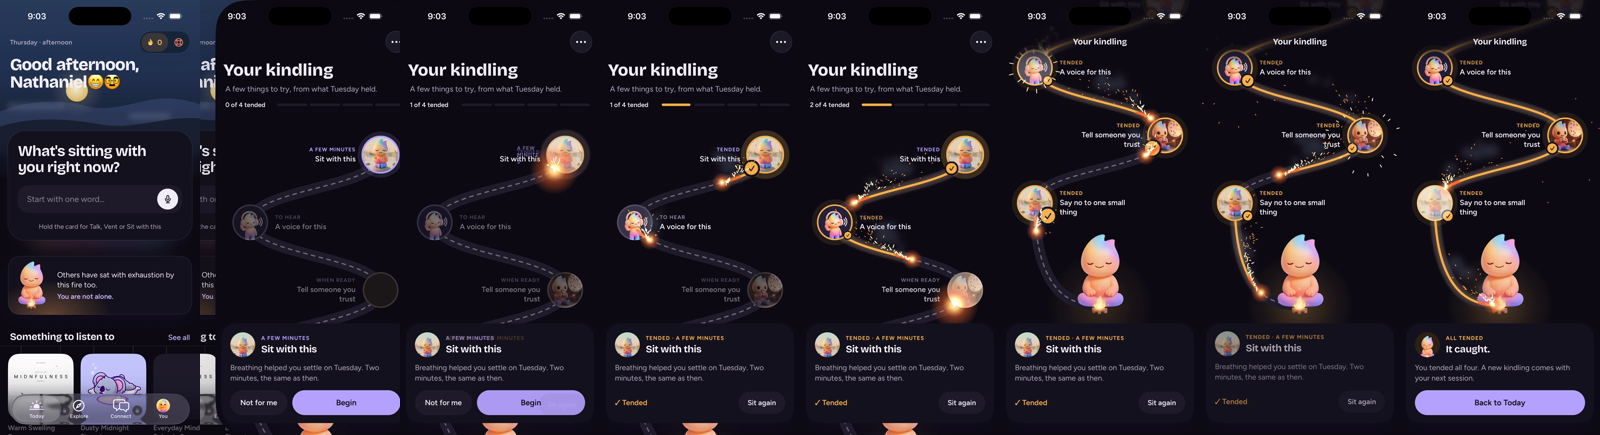 9:03
Thursday · afternoon
0
Good afternoon,
Nathaniel😁🥸
What's sitting with
you right now?
Start with one word...
Hold the card for Talk, Vent or Sit with this
Others have sat with exhaustion by
this fire too.
You are not alone.
Something to listen to
See all
MIDNFULNESS
Today
Explore
Connect
You
Warm Swelling
Dusty Midnight
Everyday Mind
9:03
Your kindling
A few things to try, from what Tuesday held.
0 of 4 tended
A FEW MINUTES
Sit with this
TO HEAR
A voice for this
WHEN READY
Tell someone you
trust
A FEW MINUTES
Sit with this
Breathing helped you settle on Tuesday. Two
minutes, the same as then.
Not for me
Begin
9:03
Your kindling
A few things to try, from what Tuesday held.
1 of 4 tended
Sit with this
TO HEAR
A voice for this
WHEN READY
Tell someone you
trust
A FEW MINUTES
Sit with this
Breathing helped you settle on Tuesday. Two
minutes, the same as then.
Not for me
Begin
9:03
Your kindling
A few things to try, from what Tuesday held.
1 of 4 tended
TENDED
Sit with this
TO HEAR
A voice for this
WHEN READY
Tell someone you
trust
TENDED · A FEW MINUTES
Sit with this
Breathing helped you settle on Tuesday. Two
minutes, the same as then.
✓ Tended
Sit again
9:03
Your kindling
A few things to try, from what Tuesday held.
2 of 4 tended
TENDED
Sit with this
TENDED
A voice for this
WHEN READY
Tell someone you
trust
TENDED · A FEW MINUTES
Sit with this
Breathing helped you settle on Tuesday. Two
minutes, the same as then.
✓ Tended
Sit again
9:03
Your kindling
TENDED
A voice for this
TENDED
Tell someone you
trust
TENDED
Say no to one small
thing
TENDED · A FEW MINUTES
Sit with this
Breathing helped you settle on Tuesday. Two
minutes, the same as then.
✓ Tended
Sit again
9:03
Your kindling
TENDED
A voice for this
TENDED
Tell someone you
trust
TENDED
Say no to one small
thing
TENDED · A FEW MINUTES
Sit with this
Breathing helped you settle on Tuesday. Two
minutes, the same as then.
✓ Tended
Sit again
9:03
Your kindling
TENDED
A voice for this
TENDED
Tell someone you
trust
TENDED
Say no to one small
thing
ALL TENDED
It caught.
You tended all four. A new kindling comes with
your next session.
Back to Today